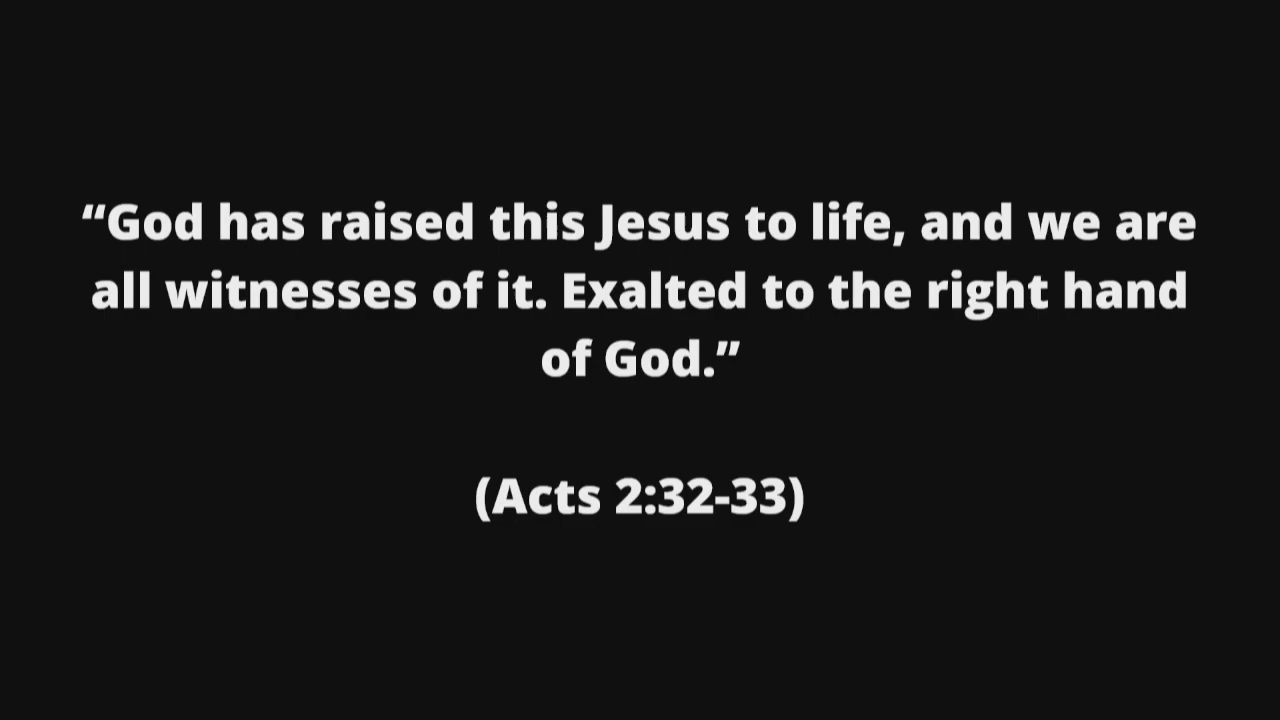 “God has raised this Jesus to life, and we are
all witnesses of it. Exalted to the right hand
of God.”
(Acts 2:32-33)